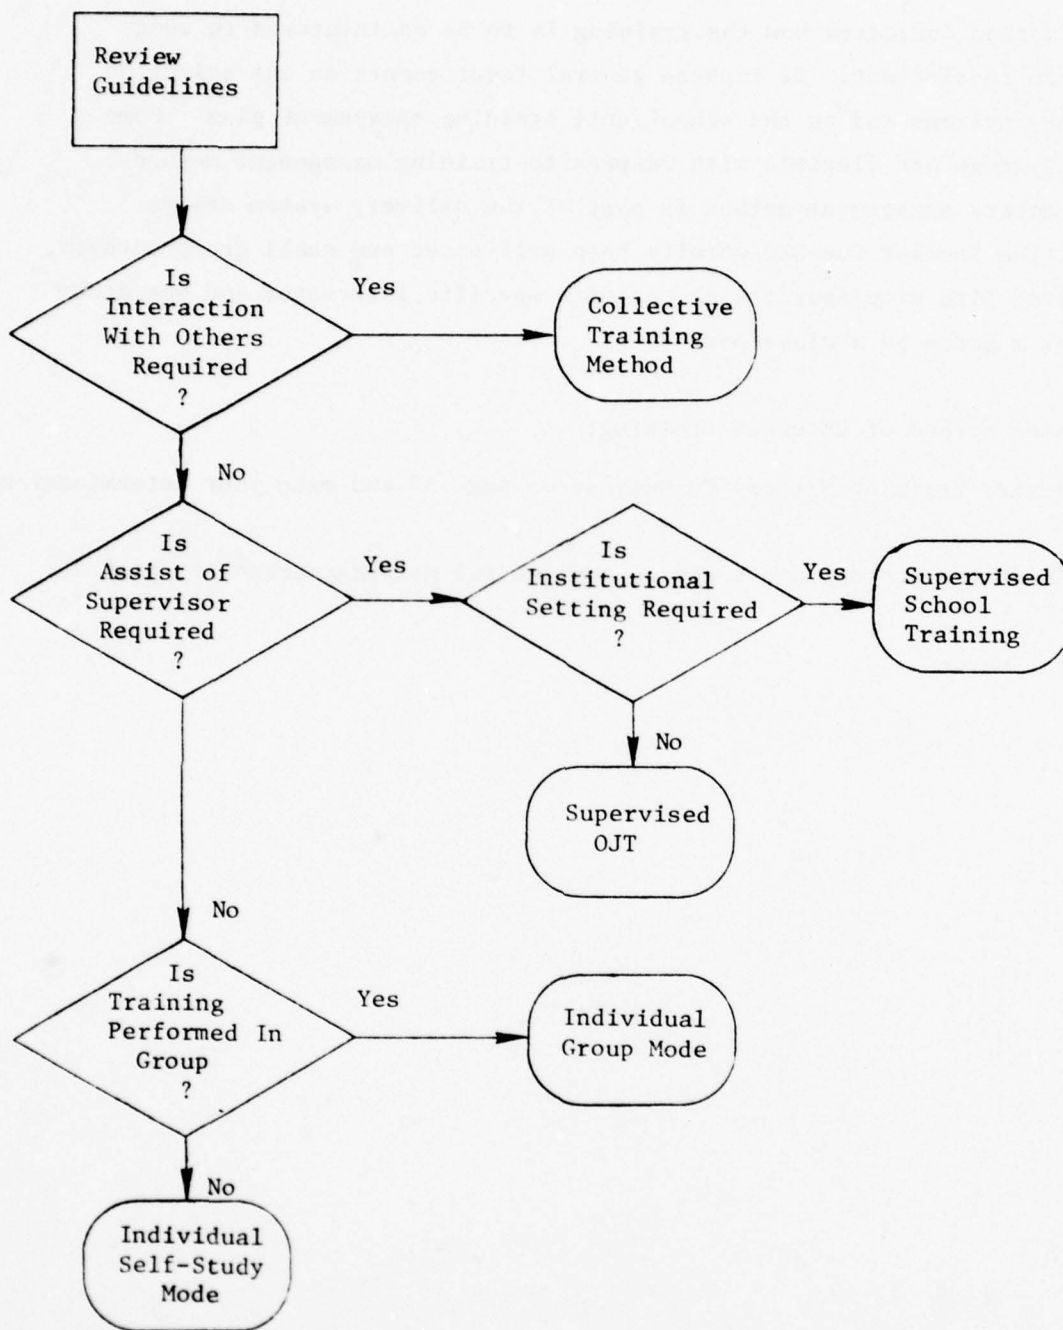 Review
Guidelines
Is
Interaction
With Others
Required
?
Yes
Collective
Training
Method
No
Is
Assist of
Supervisor
Required
?
Yes
Is
Institutional
Setting Required
?
Yes
Supervised
School
Training
No
Supervised
OJT
No
Is
Training
Performed In
Group
?
Yes
Individual
Group Mode
No
Individual
Self-Study
Mode